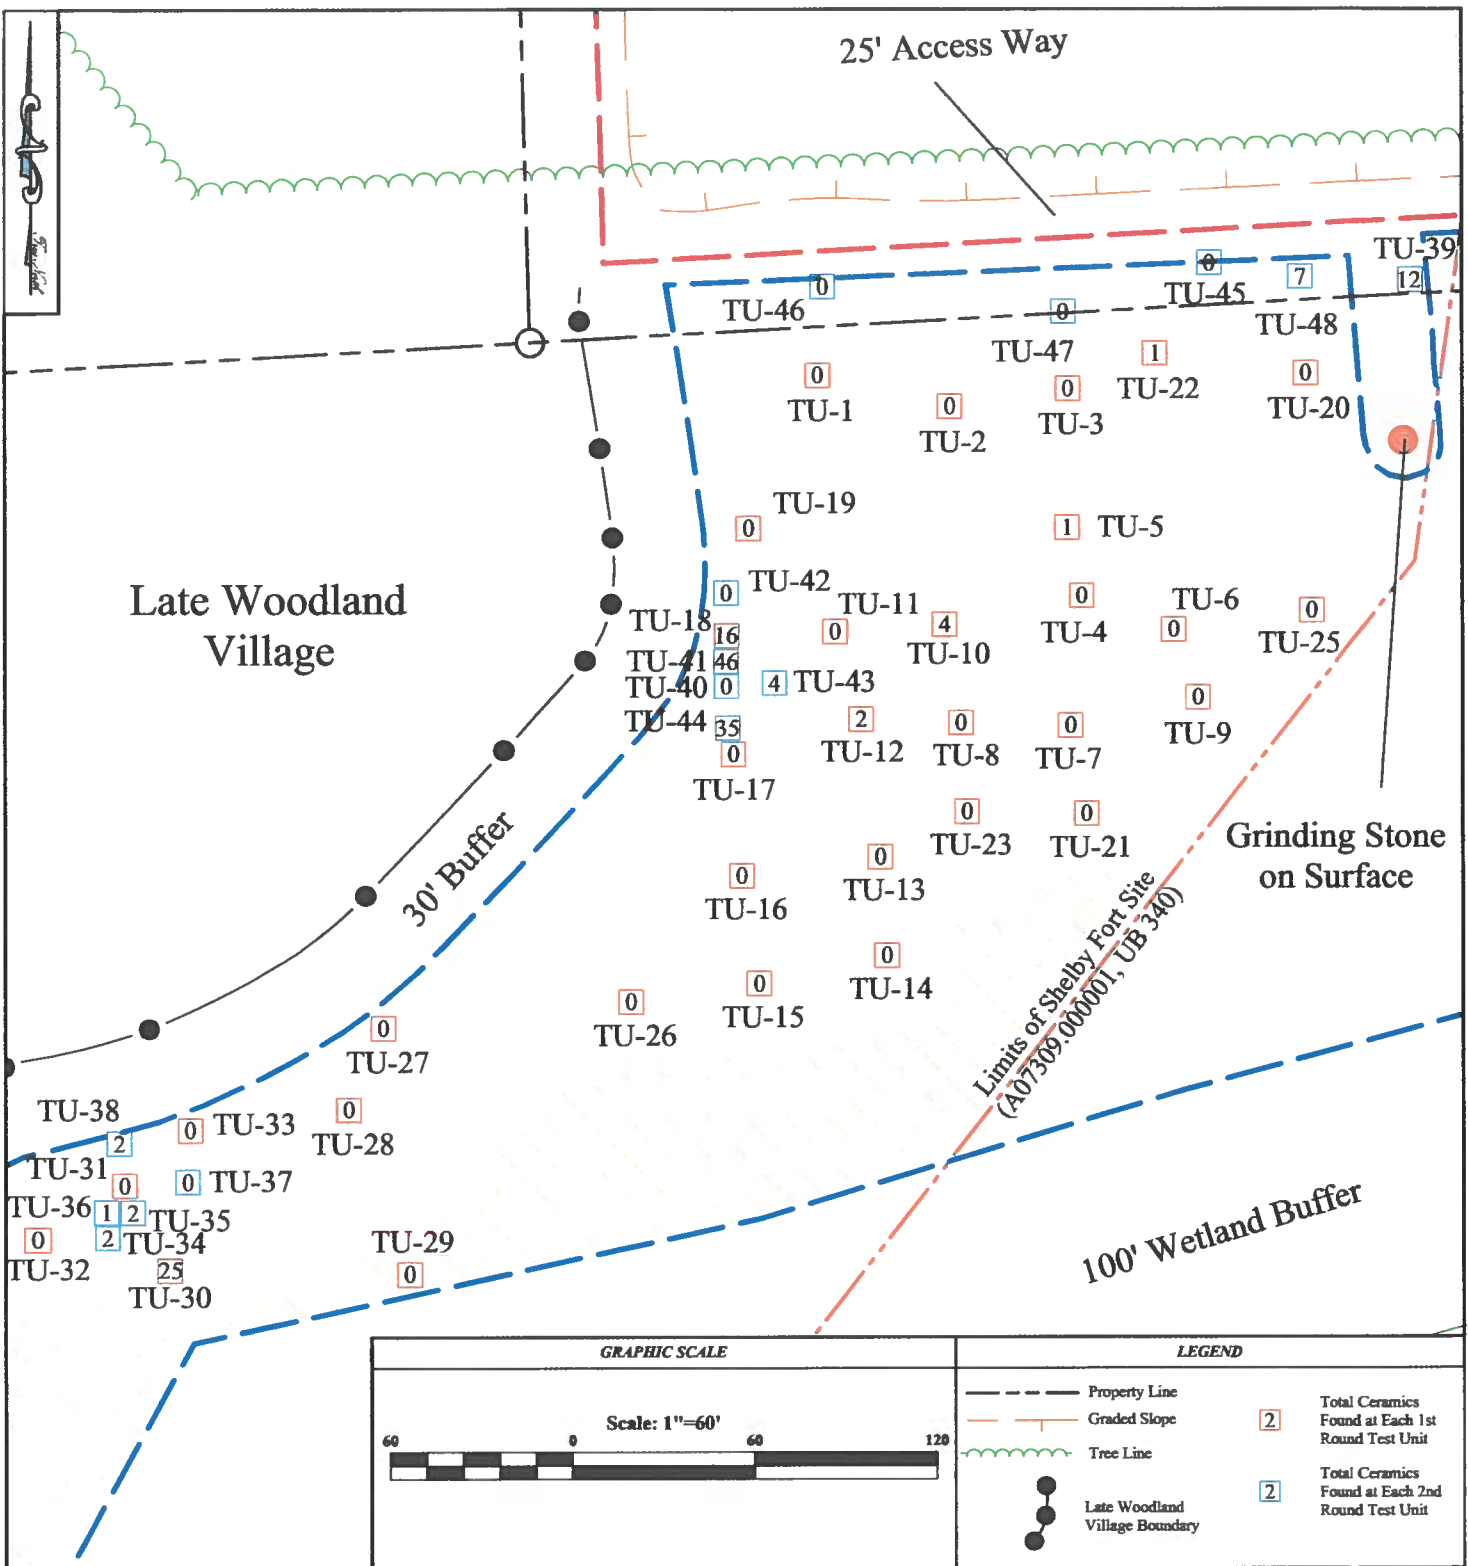 25' Access Way
TU-39
12
0
TU-45
7
TU-48
0
TU-46
0
TU-47
1
TU-22
0
TU-20
0
TU-1
0
TU-2
0
TU-3
TU-19
0
1 TU-5
Late Woodland
Village
TU-42
0
TU-11
0
TU-18
16
4
TU-10
0
TU-4
TU-6
0
0
TU-25
TU-41 46
TU-40 0
4 TU-43
0
TU-9
TU-44
35
0
TU-17
2
TU-12
0
TU-8
0
TU-7
0
TU-23
0
TU-21
Grinding Stone
on Surface
30' Buffer
0
TU-16
0
TU-13
0
TU-14
0
TU-15
0
TU-26
Limits of Shelby Fort Site
(A07309.000001, UB 340)
0
TU-27
TU-38
2
0 TU-33
0
TU-28
TU-31
0
0 TU-37
TU-36 1
2 TU-35
2 TU-34
0
TU-32
25
TU-30
TU-29
0
100' Wetland Buffer
GRAPHIC SCALE
Scale: 1"=60'
60 0 60 120
LEGEND
Property Line
Graded Slope
Tree Line
Late Woodland
Village Boundary
2
Total Ceramics
Found at Each 1st
Round Test Unit
2
Total Ceramics
Found at Each 2nd
Round Test Unit